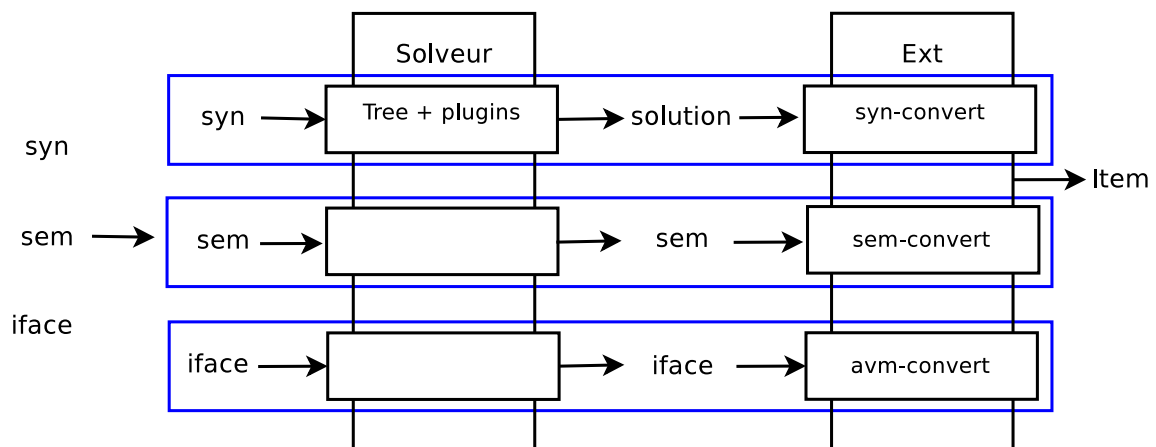 Solveur
Ext
syn
Tree + plugins
solution
syn-convert
syn
Item
sem
sem
sem
sem-convert
iface
iface
iface
avm-convert